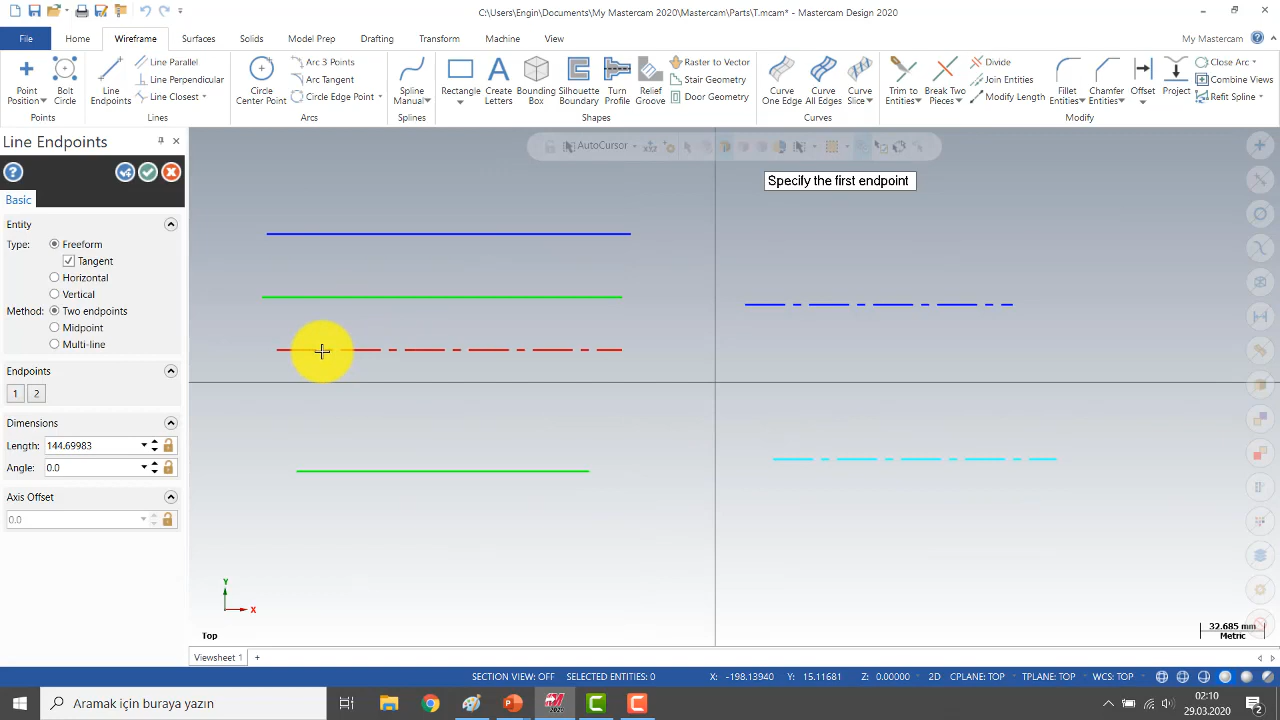 C:\Users\Engin\Documents\My Mastercam 2020\Mastercam\Parts\T.mcam* - Mastercam Design 2020
File Home Wireframe Surfaces Solids Model Prep Drafting Transform Machine View My Mastercam
Point Position
Bolt Circle
Points
Line Endpoints
Line Parallel
Line Perpendicular
Line Closest
Lines
Circle Center Point
Arc 3 Points
Arc Tangent
Circle Edge Point
Arcs
Spline Manual
Splines
Rectangle
Create Letters
Bounding Box
Silhouette Boundary
Turn Profile
Relief Groove
Raster to Vector
Stair Geometry
Door Geometry
Shapes
Curve One Edge
Curve All Edges
Curve Slice
Curves
Trim to Entities
Break Two Pieces
Divide
Join Entities
Modify Length
Fillet Entities
Chamfer Entities
Offset
Project
Close Arc
Combine Views
Refit Spline
Modify
Line Endpoints
Basic
Entity
Type: Freeform
Tangent
Horizontal
Vertical
Method: Two endpoints
Midpoint
Multi-line
Endpoints
1 2
Dimensions
Length: 144.69983
Angle: 0.0
Axis Offset
0.0
AutoCursor
Specify the first endpoint
Y
X
Top
32.685 mm
Metric
Viewsheet 1 +
SECTION VIEW: OFF SELECTED ENTITIES: 0 X: -198.13940 Y: 15.11681 Z: 0.00000 2D CPLANE: TOP TPLANE: TOP WCS: TOP
Aramak için buraya yazın
2020
02:10
29.03.2020
2